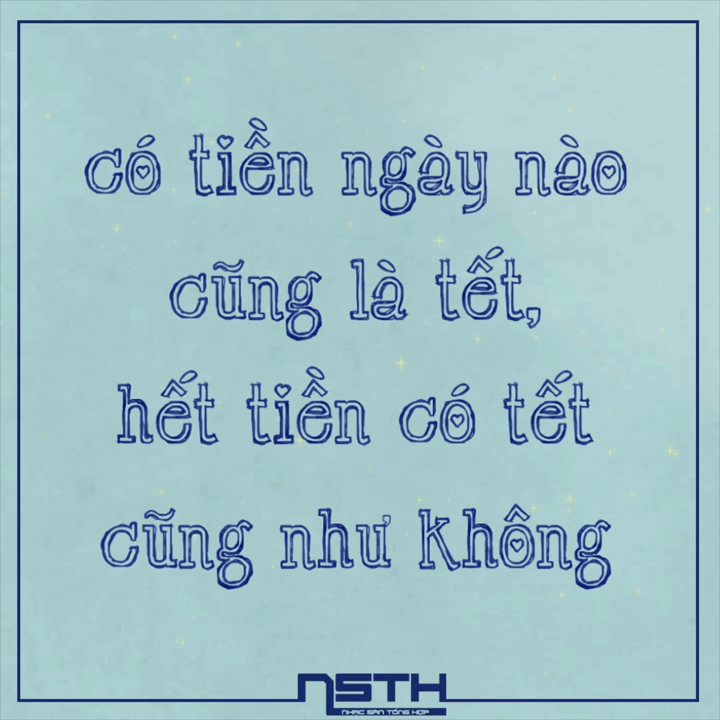 có tiền ngày nào
cũng là tết,
hết tiền có tết
cũng như không
NSTH
NHẠC SÀN TỔNG HỢP